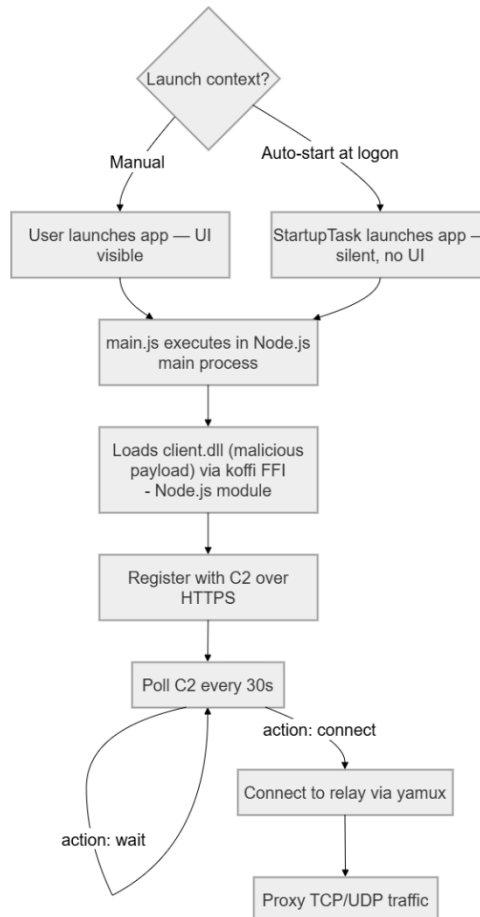 Launch context?
Manual
Auto-start at logon
User launches app — UI
visible
StartupTask launches app —
silent, no UI
main.js executes in Node.js
main process
Loads client.dll (malicious
payload) via koffi FFI
- Node.js module
Register with C2 over
HTTPS
Poll C2 every 30s
action: connect
Connect to relay via yamux
action: wait
Proxy TCP/UDP traffic